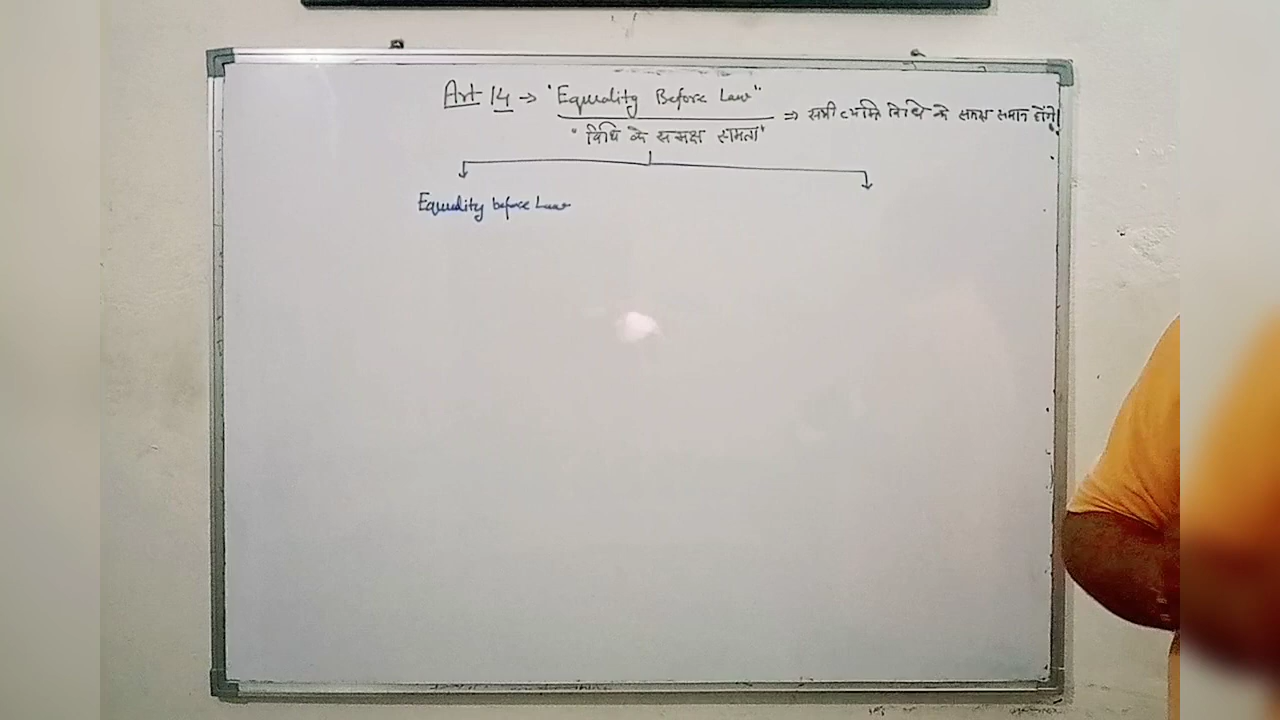 Art 14 → "Equality Before Law"
"विधि के समक्ष समता"
⇒ सभी व्यक्ति विधि के समक्ष समान होंगे!
Equality before Law